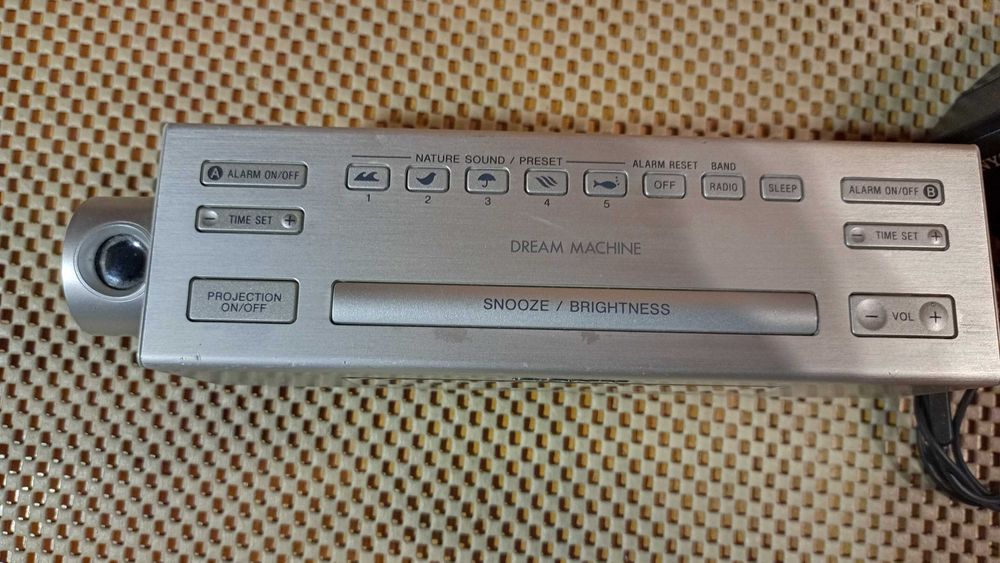 NATURE SOUND / PRESET
ALARM RESET
BAND
A ALARM ON/OFF
OFF
RADIO
SLEEP
ALARM ON/OFF B
1
2
3
4
5
− TIME SET +
− TIME SET +
DREAM MACHINE
PROJECTION
ON/OFF
SNOOZE / BRIGHTNESS
− VOL +